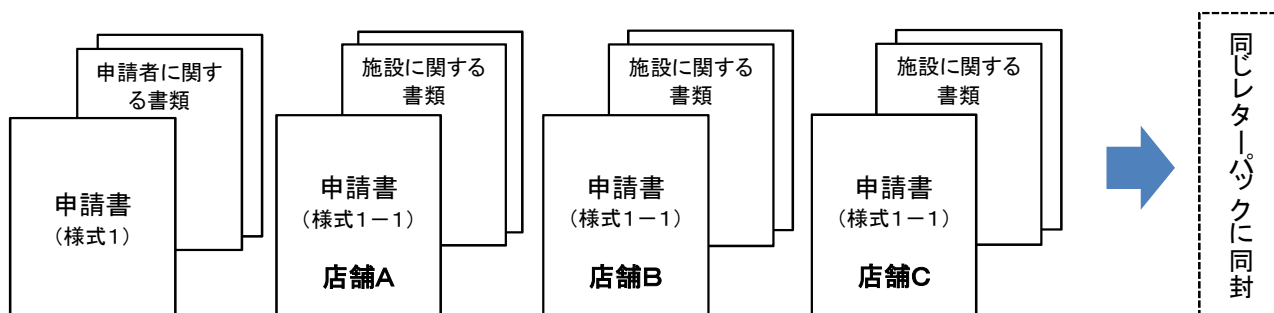 申請者に関す
る書類
申請書
（様式１）
施設に関する
書類
申請書
（様式１－１）
店舗A
施設に関する
書類
申請書
（様式１－１）
店舗B
施設に関する
書類
申請書
（様式１－１）
店舗C
同じレターパックに同封